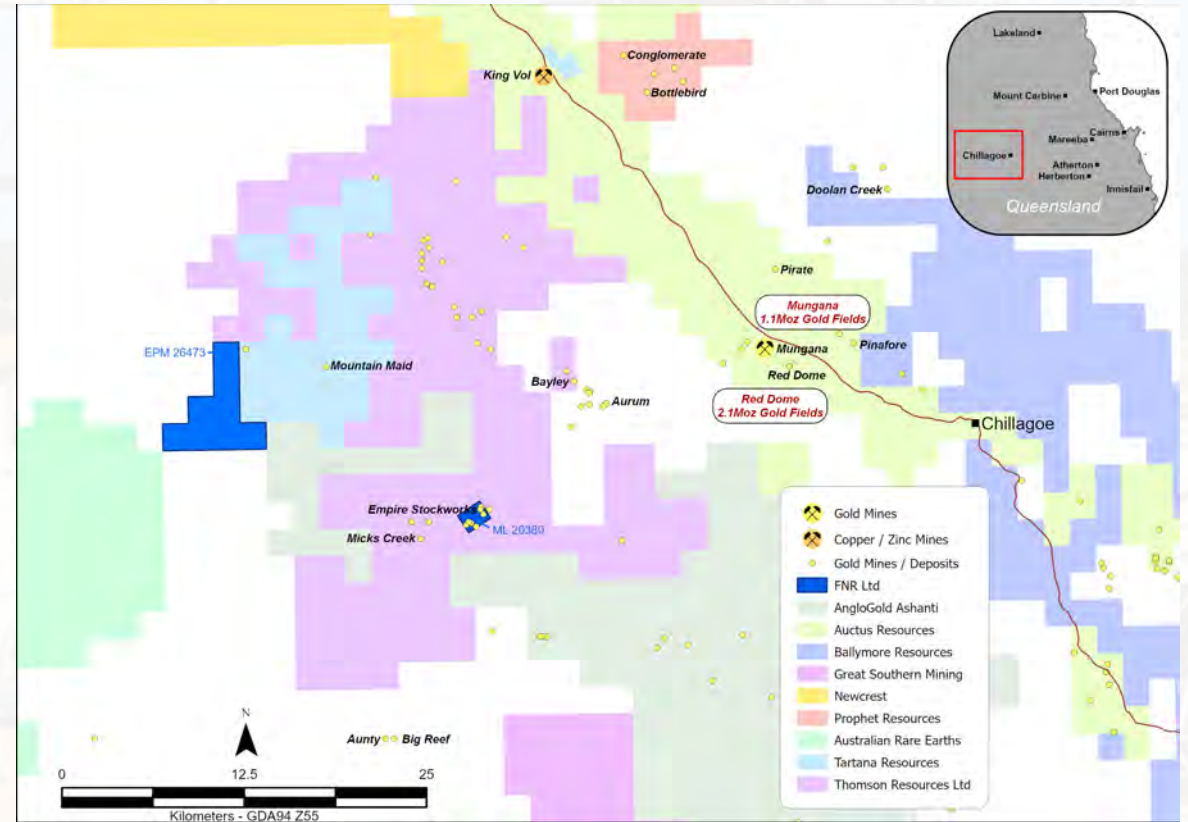 Lakeland
Mount Carbine
Port Douglas
Cairns
Mareeba
Chillagoe
Atherton
Herberton
Innisfail
Queensland
Conglomerate
King Vol
Bottlebird
Doolan Creek
Pirate
Mungana
1.1Moz Gold Fields
EPM 26473
Mungana
Pinafore
Mountain Maid
Red Dome
Bayley
Aurum
Red Dome
2.1Moz Gold Fields
Chillagoe
Empire Stockworks
ML 20380
Micks Creek
Gold Mines
Copper / Zinc Mines
Gold Mines / Deposits
FNR Ltd
AngloGold Ashanti
Auctus Resources
Ballymore Resources
Great Southern Mining
Newcrest
Prophet Resources
Australian Rare Earths
Tartana Resources
Thomson Resources Ltd
N
Aunty
Big Reef
0 12.5 25
Kilometers - GDA94 Z55